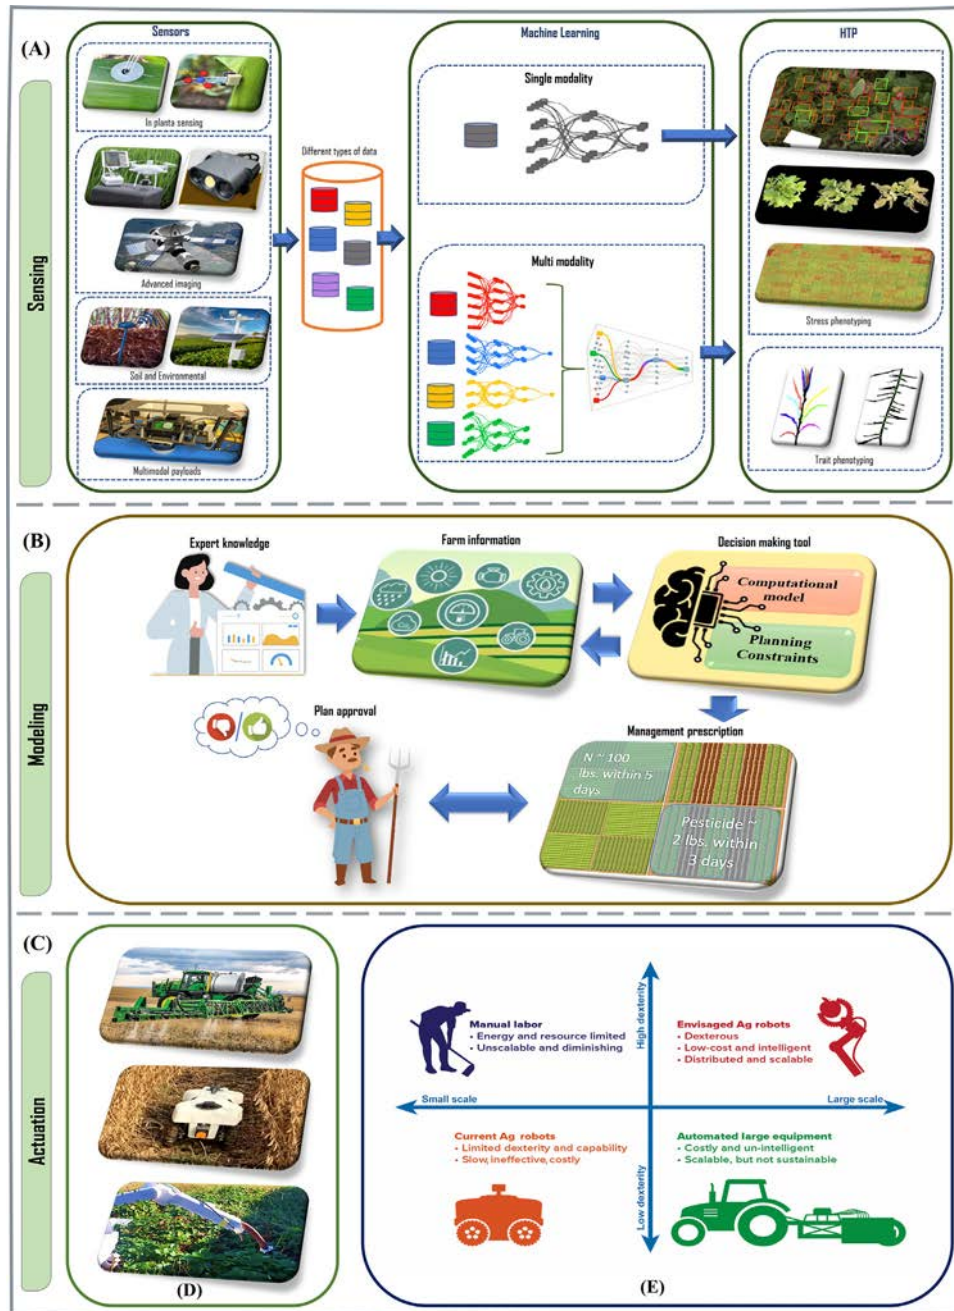 (A)
Sensing
Sensors
In planta sensing
Advanced imaging
Soil and Environmental
Multimodal payloads
Different types of data
Machine Learning
Single modality
Multi modality
HTP
Stress phenotyping
Trait phenotyping
(B)
Modeling
Expert knowledge
Farm information
Decision making tool
Computational
model
Planning
Constraints
Plan approval
Management prescription
N ~ 100
lbs. within 5
days
Pesticide ~
2 lbs. within
3 days
(C)
Actuation
(D)
High dexterity
Low dexterity
Small scale
Large scale
Manual labor
• Energy and resource limited
• Unscalable and diminishing
Envisaged Ag robots
• Dexterous
• Low-cost and intelligent
• Distributed and scalable
Current Ag robots
• Limited dexterity and capability
• Slow, ineffective, costly
Automated large equipment
• Costly and un-intelligent
• Scalable, but not sustainable
(E)